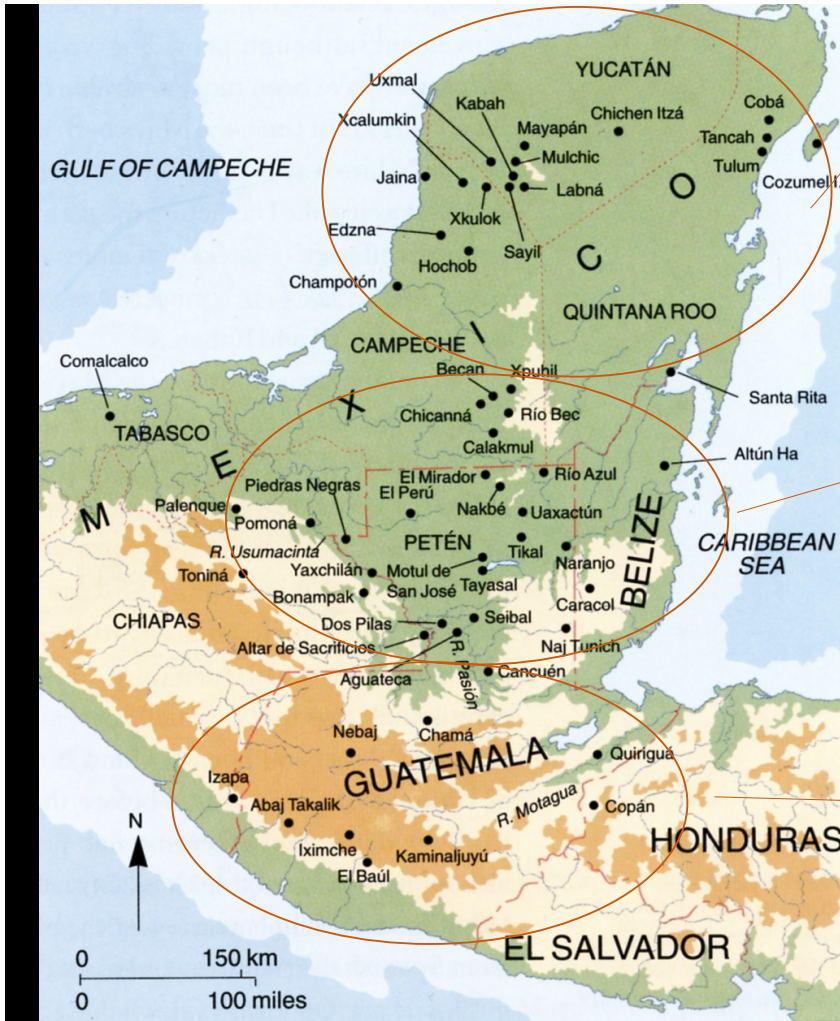 YUCATÁN
Uxmal
Kabah
Cobá
Chichen Itzá
Xcalumkin
Mayapán
Tancah
Mulchic
Tulum
GULF OF CAMPECHE
Jaina
Cozumel I.
Labná
O
Xkulok
Edzna
Sayil
Hochob
C
Champotón
QUINTANA ROO
I
CAMPECHE
Comalcalco
Becan
Xpuhil
Santa Rita
X
Chicanná
Río Bec
TABASCO
Calakmul
Altún Ha
E
El Mirador
Río Azul
Piedras Negras
El Perú
Nakbé
Palenque
Uaxactún
M
Pomoná
BELIZE
PETÉN
CARIBBEAN
SEA
R. Usumacinta
Tikal
Naranjo
Toniná
Yaxchilán
Motul de
San José
Tayasal
Bonampak
Caracol
CHIAPAS
Dos Pilas
Seibal
Altar de Sacrificios
Naj Tunich
R. Pasión
Aguateca
Cancuén
Nebaj
Chamá
GUATEMALA
Quiriguá
Izapa
R. Motagua
Abaj Takalik
Copán
N
HONDURAS
Iximche
Kaminaljuyú
El Baúl
EL SALVADOR
0 150 km
0 100 miles